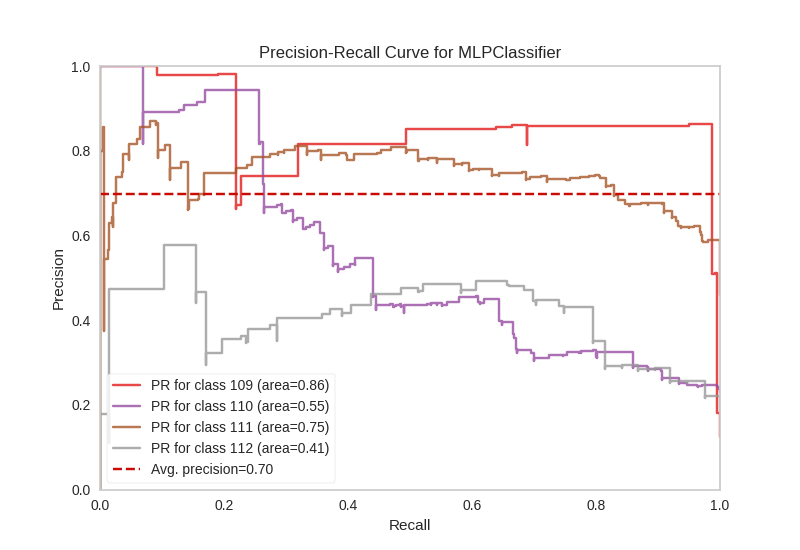 Precision-Recall Curve for MLPClassifier
1.0
0.8
0.6
0.4
0.2
0.0
Precision
PR for class 109 (area=0.86)
PR for class 110 (area=0.55)
PR for class 111 (area=0.75)
PR for class 112 (area=0.41)
Avg. precision=0.70
0.0 0.2 0.4 0.6 0.8 1.0
Recall